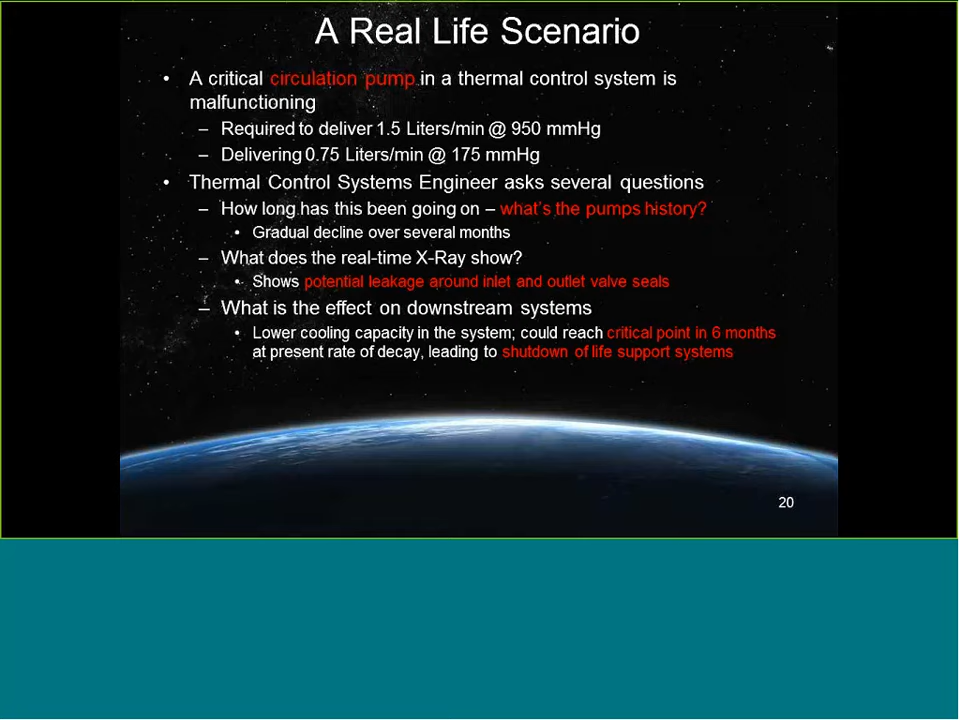 A Real Life Scenario
• A critical circulation pump in a thermal control system is
malfunctioning
– Required to deliver 1.5 Liters/min @ 950 mmHg
– Delivering 0.75 Liters/min @ 175 mmHg
• Thermal Control Systems Engineer asks several questions
– How long has this been going on – what's the pumps history?
• Gradual decline over several months
– What does the real-time X-Ray show?
• Shows potential leakage around inlet and outlet valve seals
– What is the effect on downstream systems
• Lower cooling capacity in the system; could reach critical point in 6 months
at present rate of decay, leading to shutdown of life support systems
20